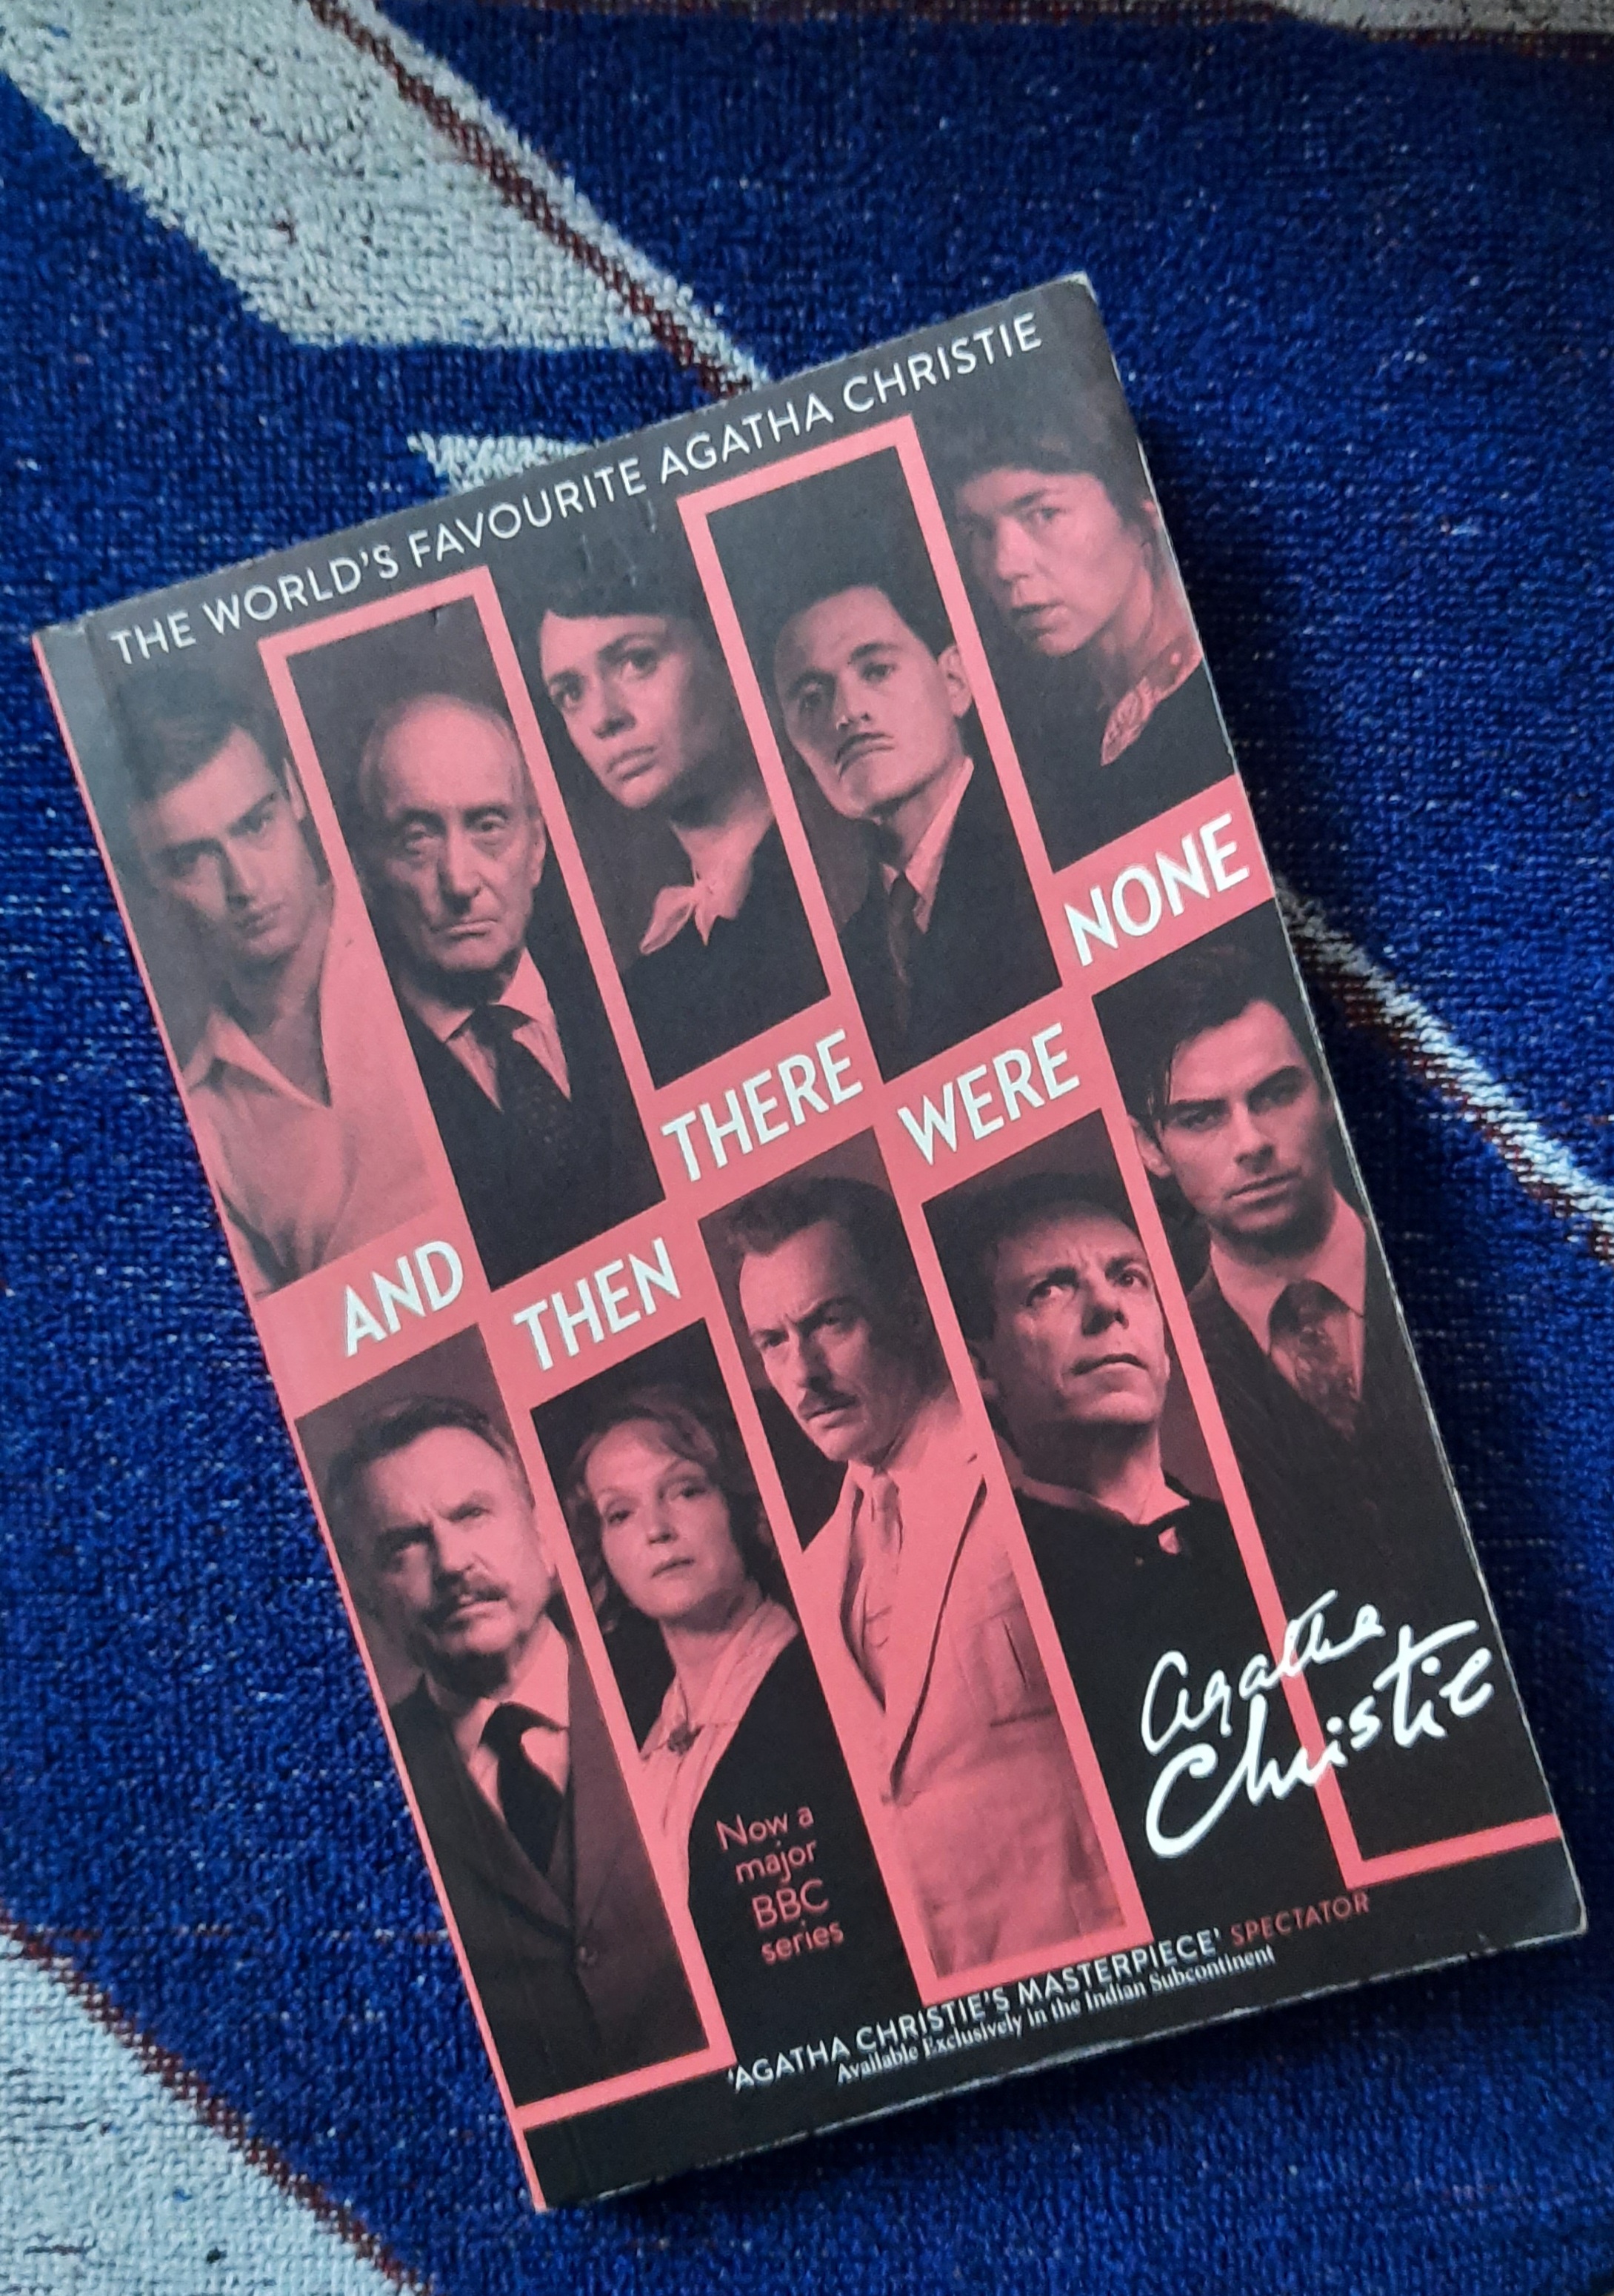 THE WORLD'S FAVOURITE AGATHA CHRISTIE
AND THEN THERE WERE NONE
Agatha
Christie
Now a
major
BBC
series
'AGATHA CHRISTIE'S MASTERPIECE' SPECTATOR
Available Exclusively in the Indian Subcontinent